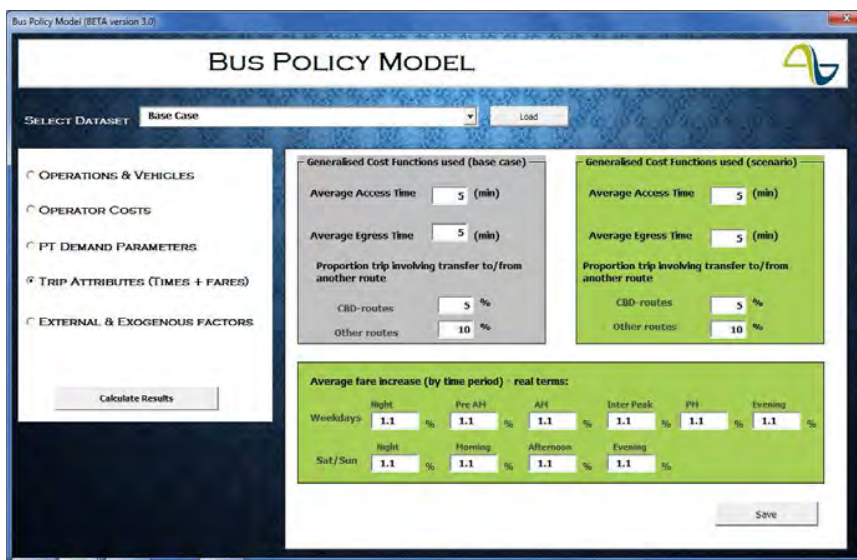 Bus Policy Model (BETA version 3.0)
BUS POLICY MODEL
SELECT DATASET Base Case Load
OPERATIONS & VEHICLES
OPERATOR COSTS
PT DEMAND PARAMETERS
TRIP ATTRIBUTES (TIMES + FARES)
EXTERNAL & EXOGENOUS FACTORS
Calculate Results
Generalised Cost Functions used (base case)
Average Access Time 5 (min)
Average Egress Time 5 (min)
Proportion trip involving transfer to/from
another route
CBD-routes 5 %
Other routes 10 %
Generalised Cost Functions used (scenario)
Average Access Time 5 (min)
Average Egress Time 5 (min)
Proportion trip involving transfer to/from
another route
CBD-routes 5 %
Other routes 10 %
Average fare increase (by time period) - real terms:
Night Pre AM AM Inter Peak PM Evening
Weekdays 1.1 % 1.1 % 1.1 % 1.1 % 1.1 % 1.1 %
Night Morning Afternoon Evening
Sat/Sun 1.1 % 1.1 % 1.1 % 1.1 %
Save